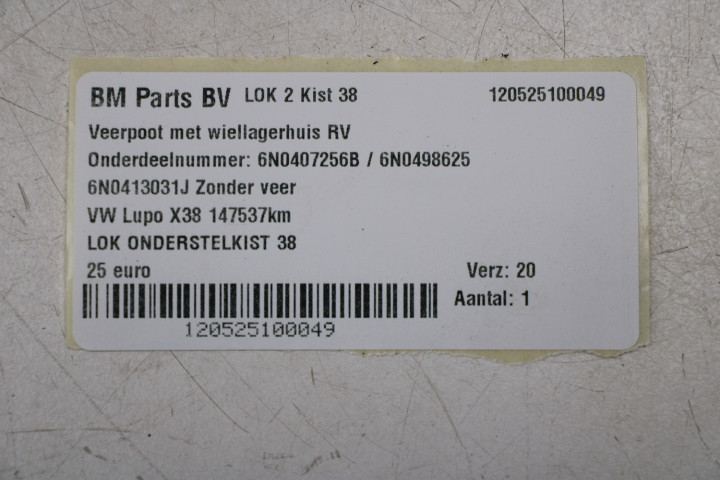 BM Parts BV LOK 2 Kist 38 120525100049
Veerpoot met wiellagerhuis RV
Onderdeelnummer: 6N0407256B / 6N0498625
6N0413031J Zonder veer
VW Lupo X38 147537km
LOK ONDERSTELKIST 38
25 euro Verz: 20
Aantal: 1
120525100049